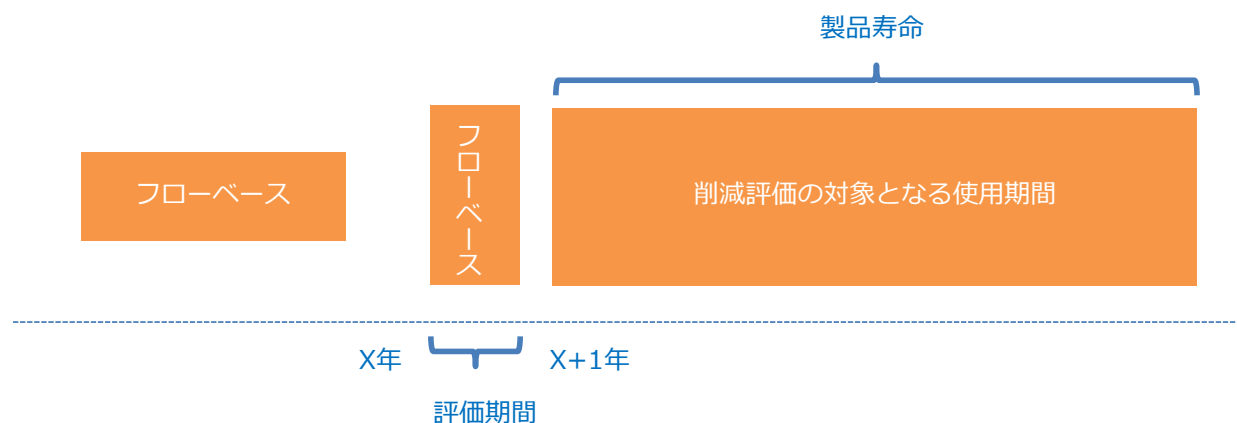 製品寿命
フローベース
フローベース
削減評価の対象となる使用期間
X年
X+1年
評価期間